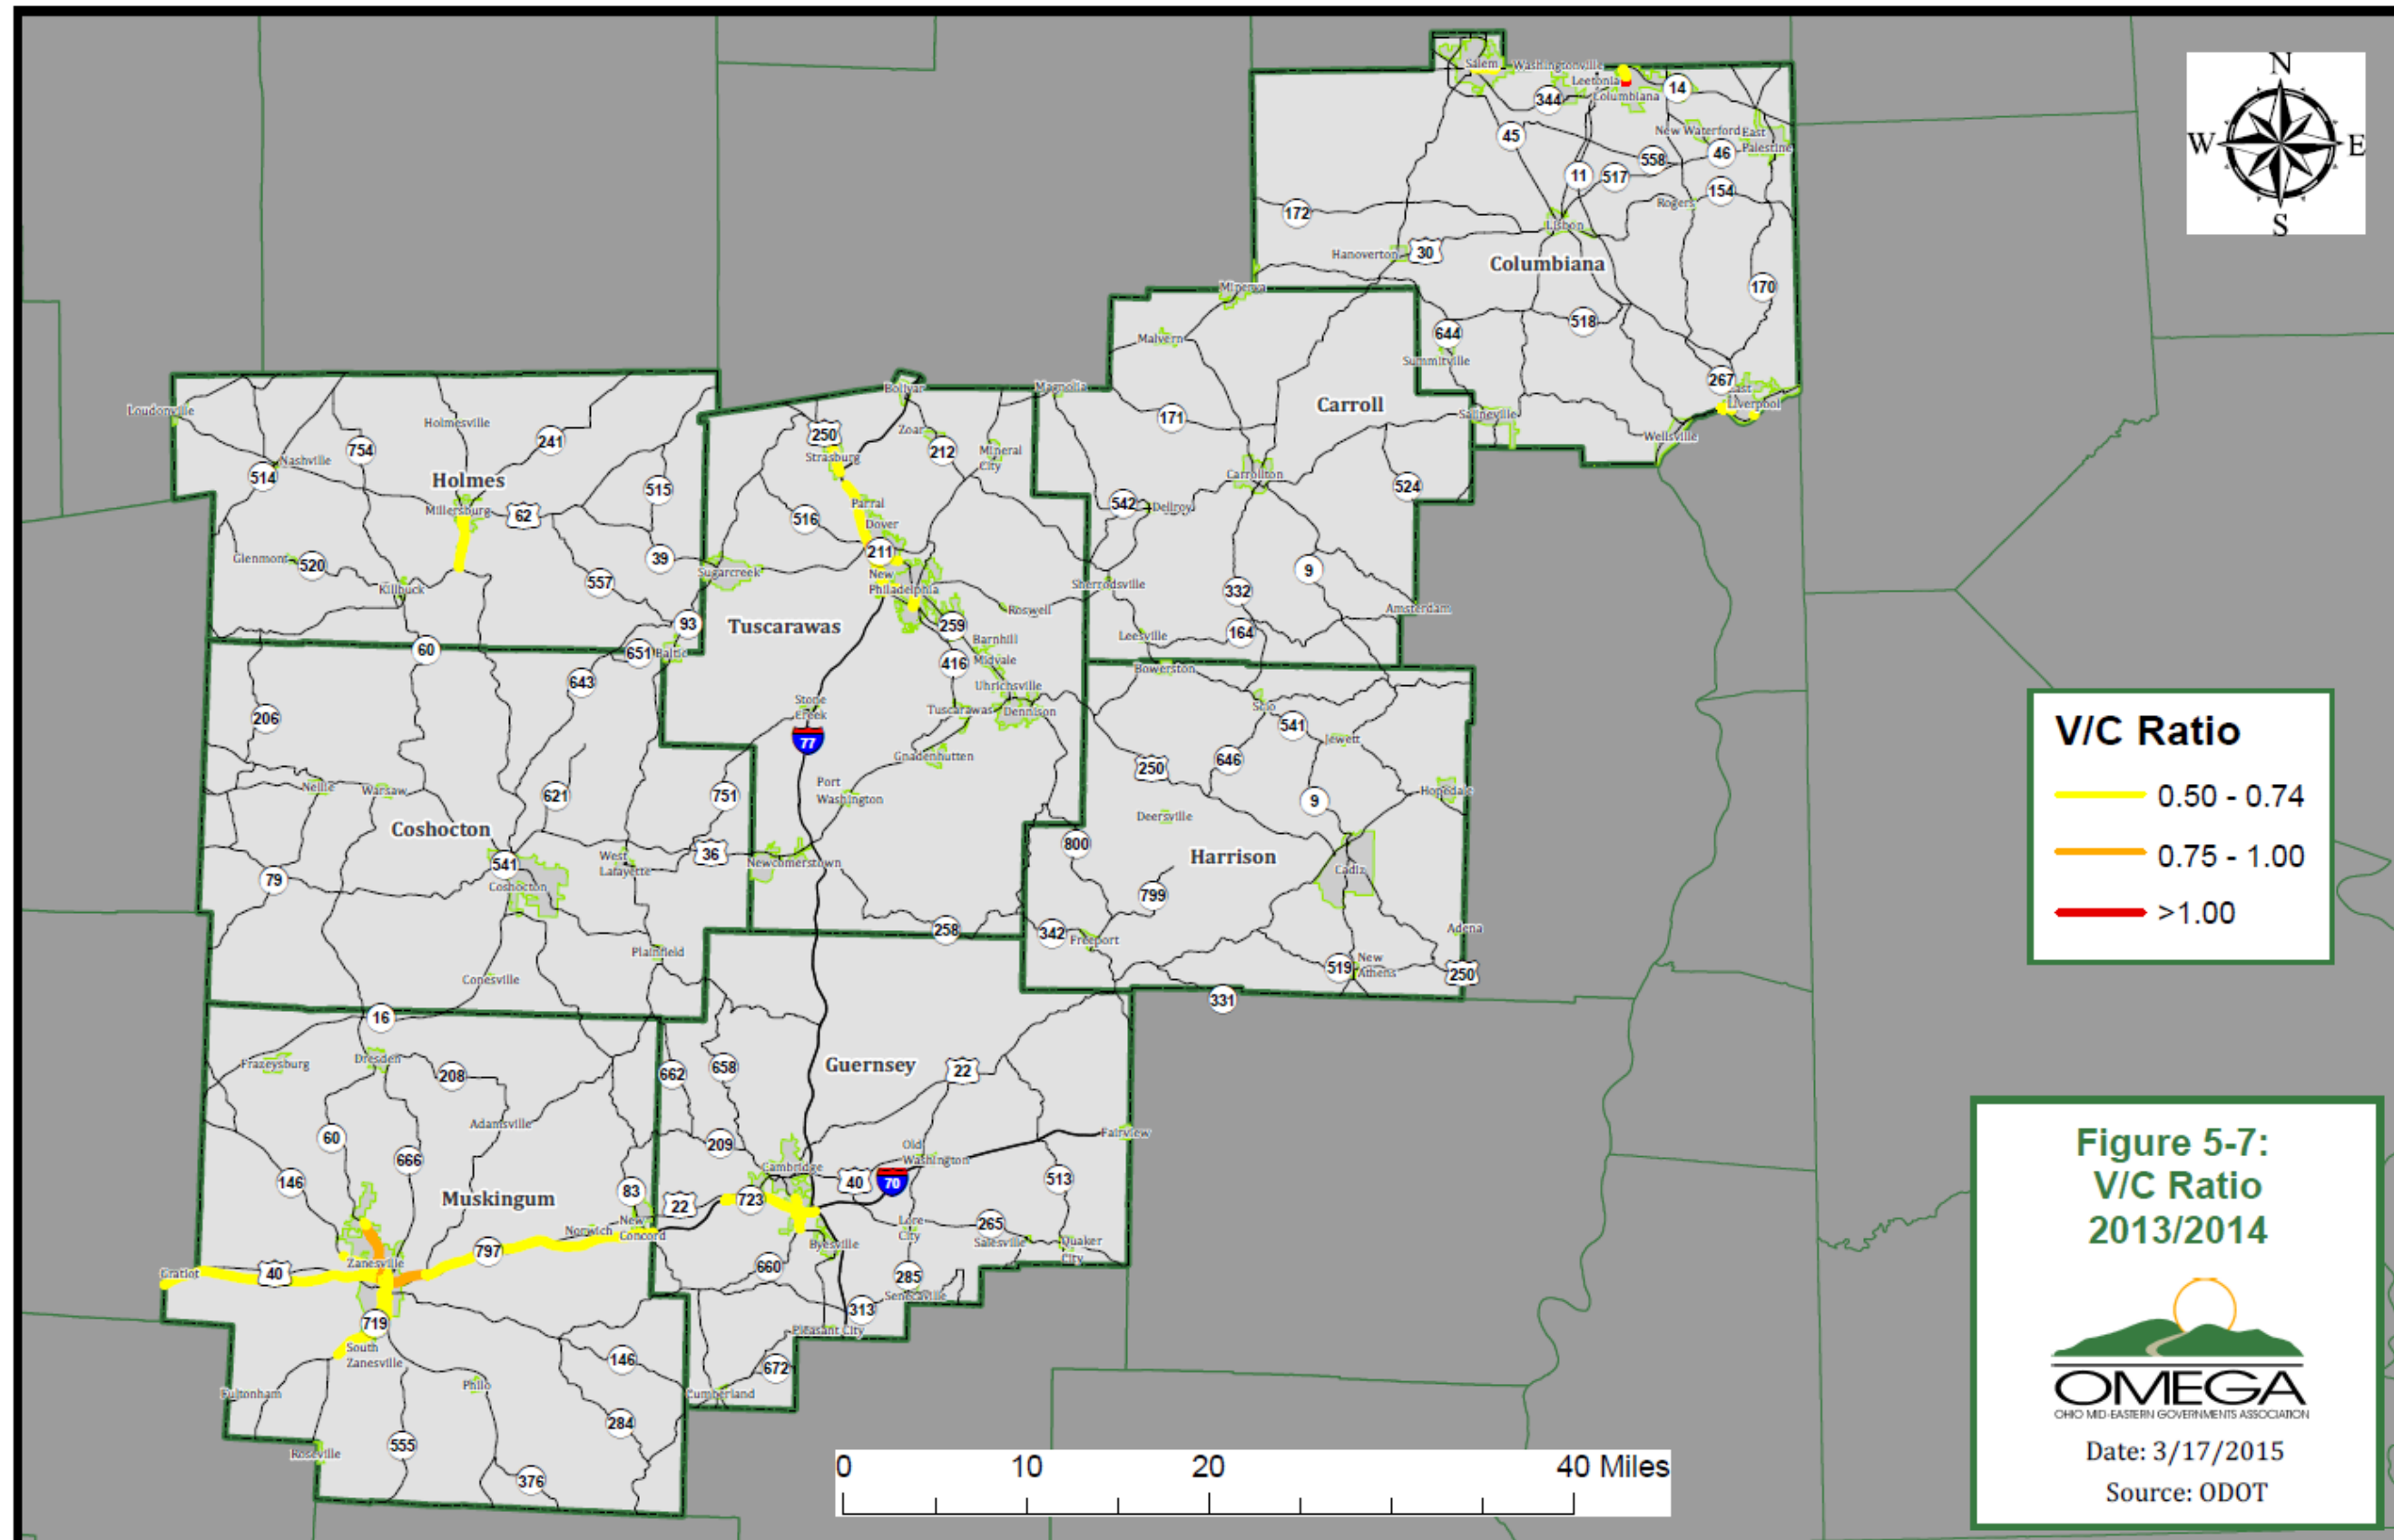 N
W E
S
Salem
Washingtonville
Leetonia
Columbiana
14
344
45
New Waterford
East
Palestine
46
558
11
517
154
Rogers
172
Lisbon
Hanoverton
30
Columbiana
170
Minerva
518
644
Malvern
Summitville
267
East
Liverpool
Carroll
171
Salineville
Wellsville
Magnolia
Bolivar
Loudonville
Holmesville
241
754
250
Zoar
212
Strasburg
Mineral
City
Nashville
514
Holmes
515
Carrollton
524
Millersburg
62
516
Parral
Dover
542
Dellroy
211
Glenmont
520
39
Sugarcreek
New
Philadelphia
Sherrodsville
9
557
Killbuck
332
Roswell
Amsterdam
93
Tuscarawas
259
Barnhill
Leesville
164
60
651
Baltic
416
Midvale
Bowerston
643
Uhrichsville
Stone
Creek
Tuscarawas
Dennison
Scio
541
206
77
Jewett
Gnadenhutten
250
646
Nellie
Warsaw
621
751
Port
Washington
Hopedale
9
Deersville
Coshocton
800
541
West
Lafayette
36
Newcomerstown
Harrison
Cadiz
79
Coshocton
799
258
342
Freeport
Adena
Plainfield
519
New
Athens
250
Conesville
331
16
Frazeysburg
Dresden
208
662
658
Guernsey
22
Adamsville
60
666
209
Old
Washington
Fairview
Cambridge
146
Muskingum
83
22
723
40
70
513
Norwich
New
Concord
Lore
City
265
Byesville
Salesville
Quaker
City
797
Zanesville
Gratiot
40
660
285
Senecaville
719
313
Pleasant City
South
Zanesville
146
672
Fultonham
Philo
Cumberland
284
Roseville
555
376
V/C Ratio
0.50 - 0.74
0.75 - 1.00
>1.00
Figure 5-7:
V/C Ratio
2013/2014
OMEGA
OHIO MID-EASTERN GOVERNMENTS ASSOCIATION
Date: 3/17/2015
Source: ODOT
0 10 20 40 Miles